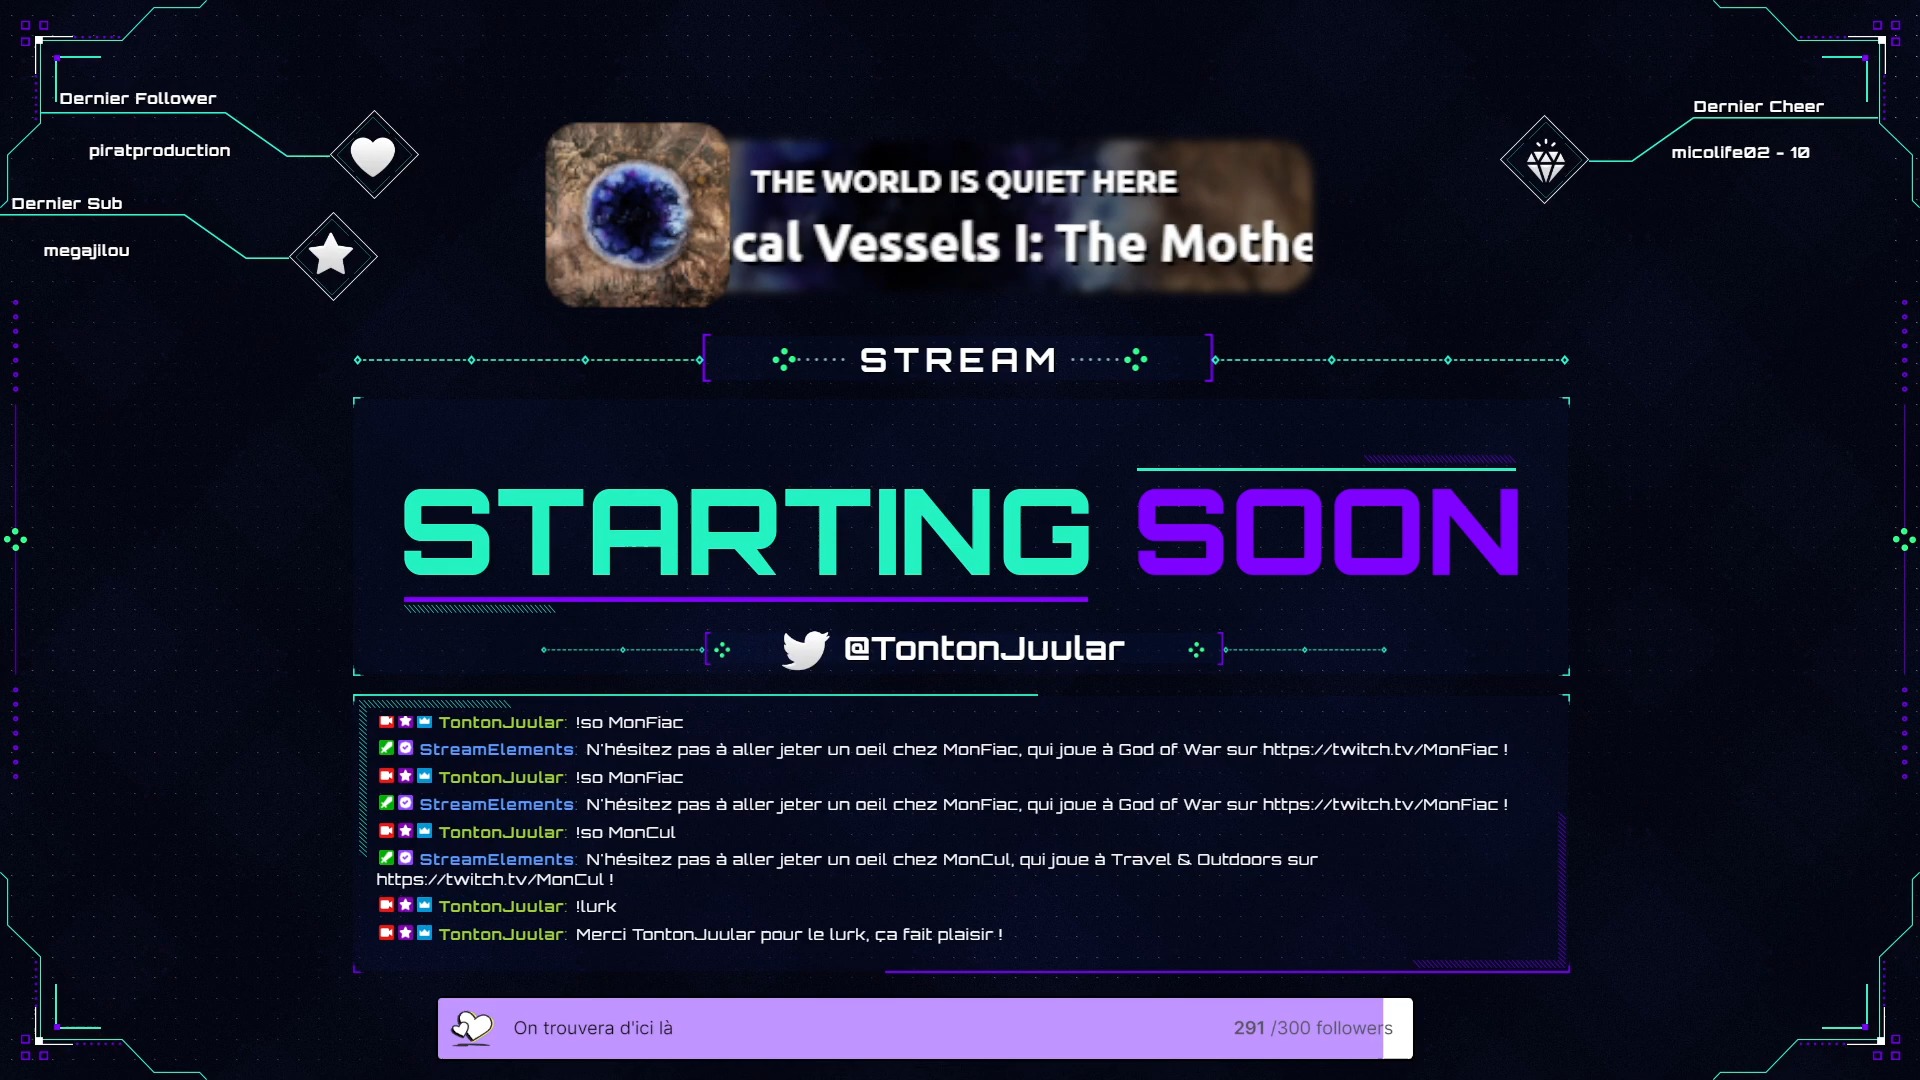 Dernier Follower
piratproduction
Dernier Sub
megajilou
THE WORLD IS QUIET HERE
cal Vessels I: The Mothe
Dernier Cheer
micolife02 - 10
STREAM
STARTING SOON
@TontonJuular
TontonJuular: !so MonFiac
StreamElements: N'hésitez pas à aller jeter un oeil chez MonFiac, qui joue à God of War sur https://twitch.tv/MonFiac !
TontonJuular: !so MonFiac
StreamElements: N'hésitez pas à aller jeter un oeil chez MonFiac, qui joue à God of War sur https://twitch.tv/MonFiac !
TontonJuular: !so MonCul
StreamElements: N'hésitez pas à aller jeter un oeil chez MonCul, qui joue à Travel & Outdoors sur
https://twitch.tv/MonCul !
TontonJuular: !lurk
TontonJuular: Merci TontonJuular pour le lurk, ça fait plaisir !
On trouvera d'ici là
291 /300 followers